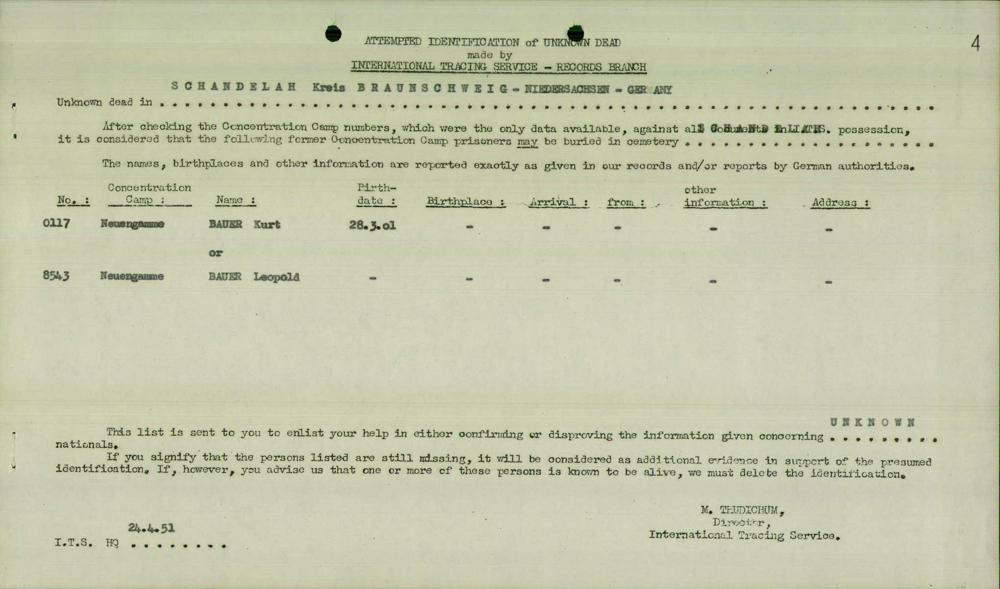 4
ATTEMPTED IDENTIFICATION of UNKNOWN DEAD
made by
INTERNATIONAL TRACING SERVICE - RECORDS BRANCH
SCHANDELAH Kreis BRAUNSCHWEIG - NIEDERSACHSEN - GER ANY
Unknown dead in . . . . . . . . . . . . . . . . . . . . . . . . . . . . . . . . . . . . . . . . . . . . .
After checking the Concentration Camp numbers, which were the only data available, against all in I.T.S. possession,
it is considered that the following former Concentration Camp prisoners may be buried in cemetery . . . . . . . . . . . . . . . . . . .
The names, birthplaces and other information are reported exactly as given in our records and/or reports by German authorities.
No. : Concentration Camp : Name : Birth-date : Birthplace : Arrival : from : other information : Address :
0117 Neuengamme BAUER Kurt 28.3.01 - - - - -
or
8543 Neuengamme BAUER Leopold - - - - - -
UNKNOWN
This list is sent to you to enlist your help in either confirming or disproving the information given concerning . . . . . . . . .
nationals.
If you signify that the persons listed are still missing, it will be considered as additional evidence in support of the presumed
identification. If, however, you advise us that one or more of these persons is known to be alive, we must delete the identification.
M. THUDICHUM,
Director,
International Tracing Service.
24.4.51
I.T.S. HQ . . . . . . . .